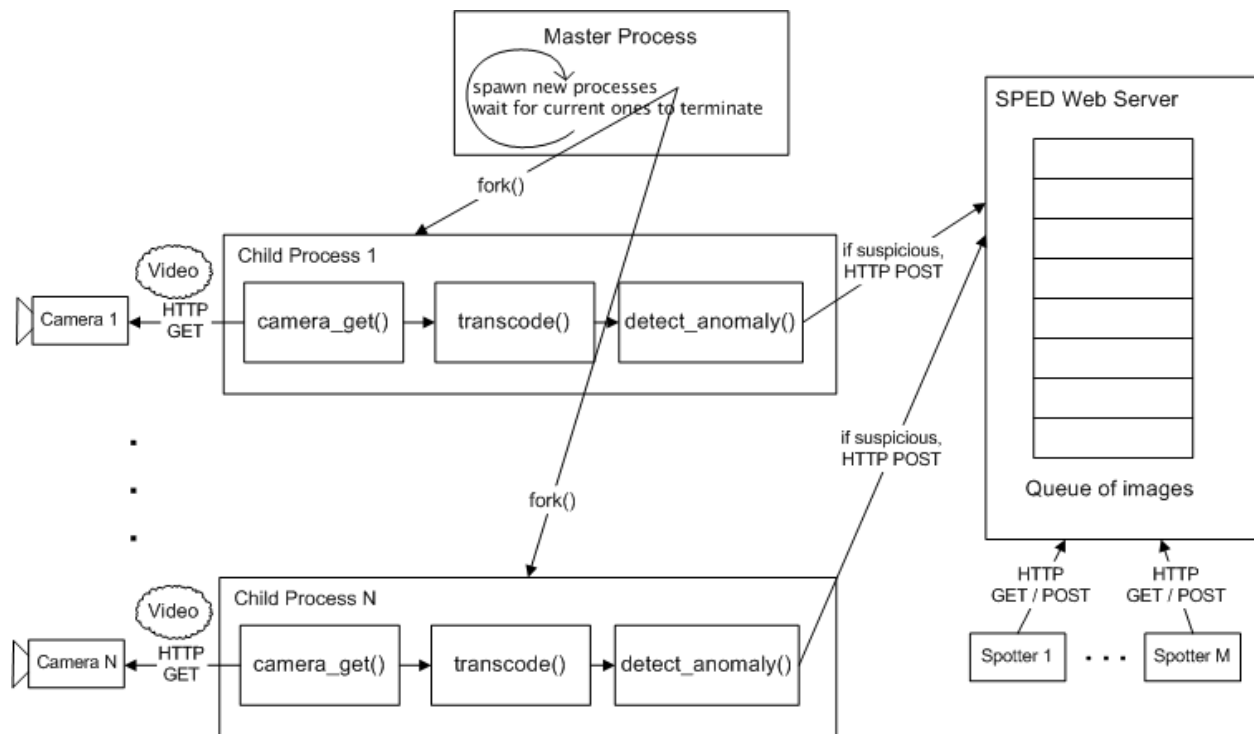 Master Process
spawn new processes
wait for current ones to terminate
SPED Web Server
fork()
Child Process 1
Video
Camera 1
HTTP
GET
camera_get()
transcode()
detect_anomaly()
if suspicious,
HTTP POST
if suspicious,
HTTP POST
Queue of images
fork()
Child Process N
Video
Camera N
HTTP
GET
camera_get()
transcode()
detect_anomaly()
HTTP
GET / POST
HTTP
GET / POST
Spotter 1
Spotter M